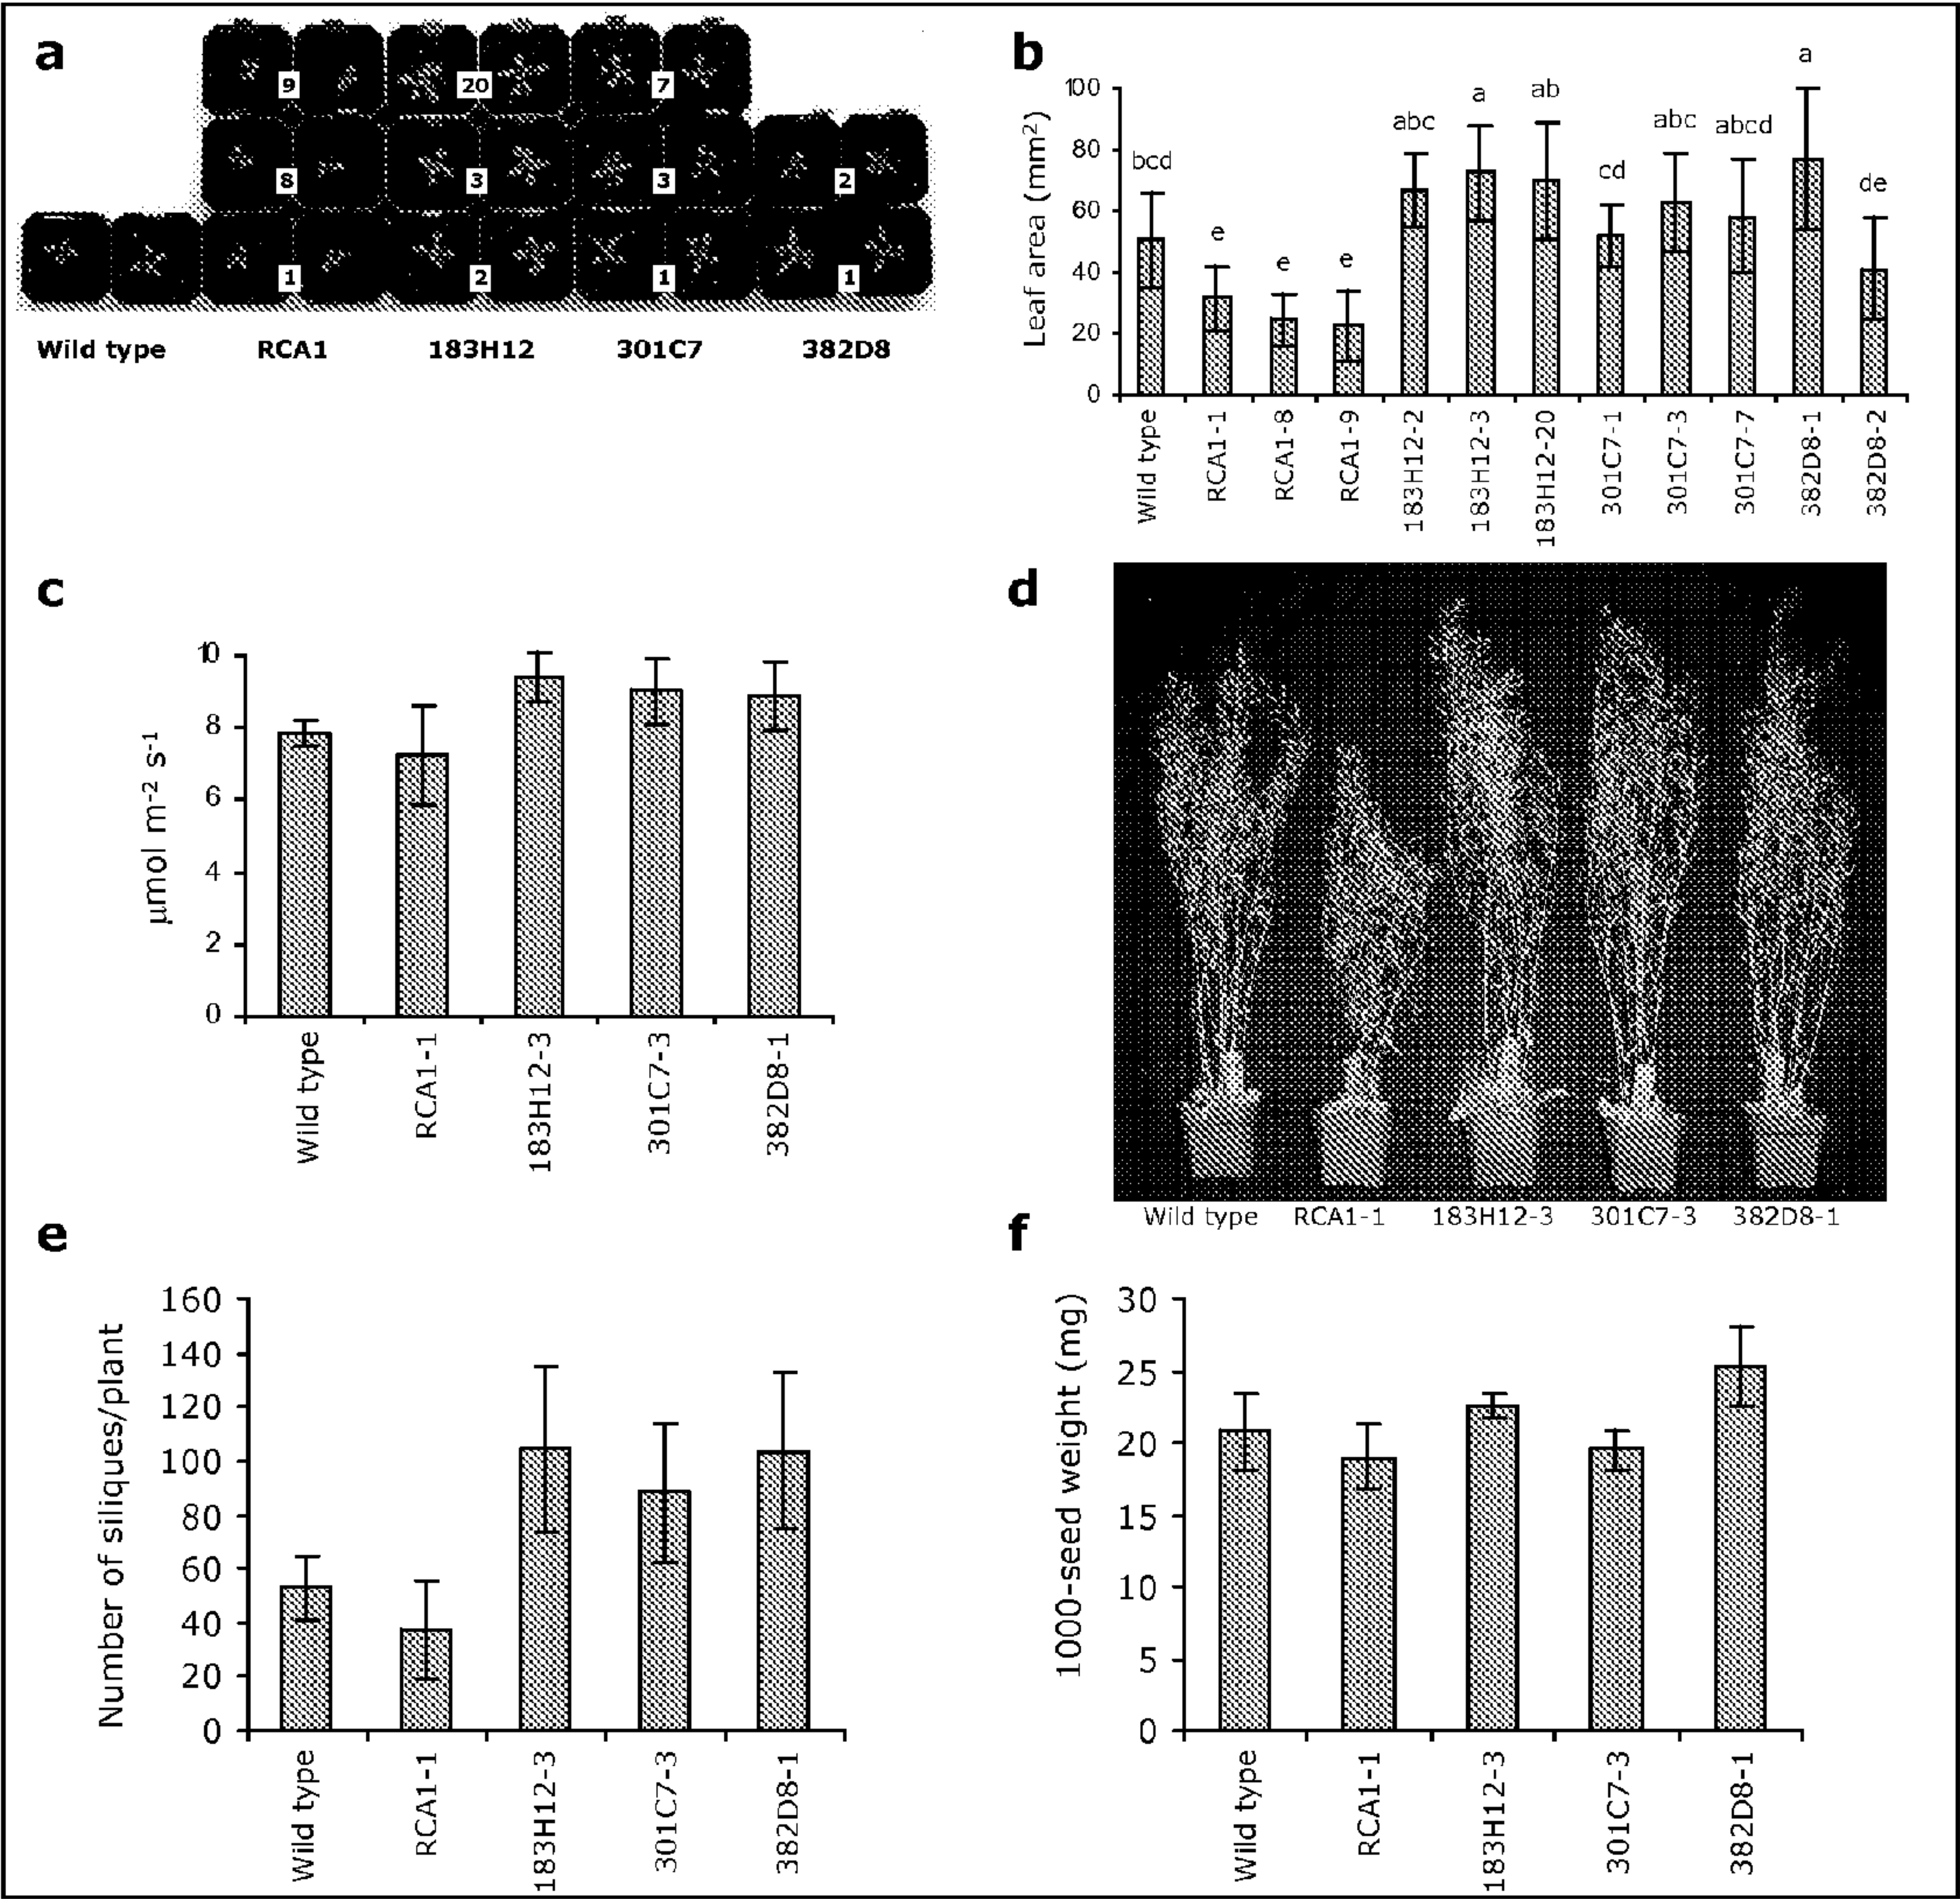 a
9
20
7
8
3
3
2
1
2
1
1
Wild type RCA1 183H12 301C7 382D8
b
Leaf area (mm²)
100
80
60
40
20
0
bcd
e
e
e
abc
a
ab
cd
abc
abcd
a
de
Wild type
RCA1-1
RCA1-8
RCA1-9
183H12-2
183H12-3
183H12-20
301C7-1
301C7-3
301C7-7
382D8-1
382D8-2
c
μmol m⁻² s⁻¹
10
8
6
4
2
0
Wild type
RCA1-1
183H12-3
301C7-3
382D8-1
d
Wild type RCA1-1 183H12-3 301C7-3 382D8-1
e
Number of siliques/plant
160
140
120
100
80
60
40
20
0
Wild type
RCA1-1
183H12-3
301C7-3
382D8-1
f
1000-seed weight (mg)
30
25
20
15
10
5
0
Wild type
RCA1-1
183H12-3
301C7-3
382D8-1